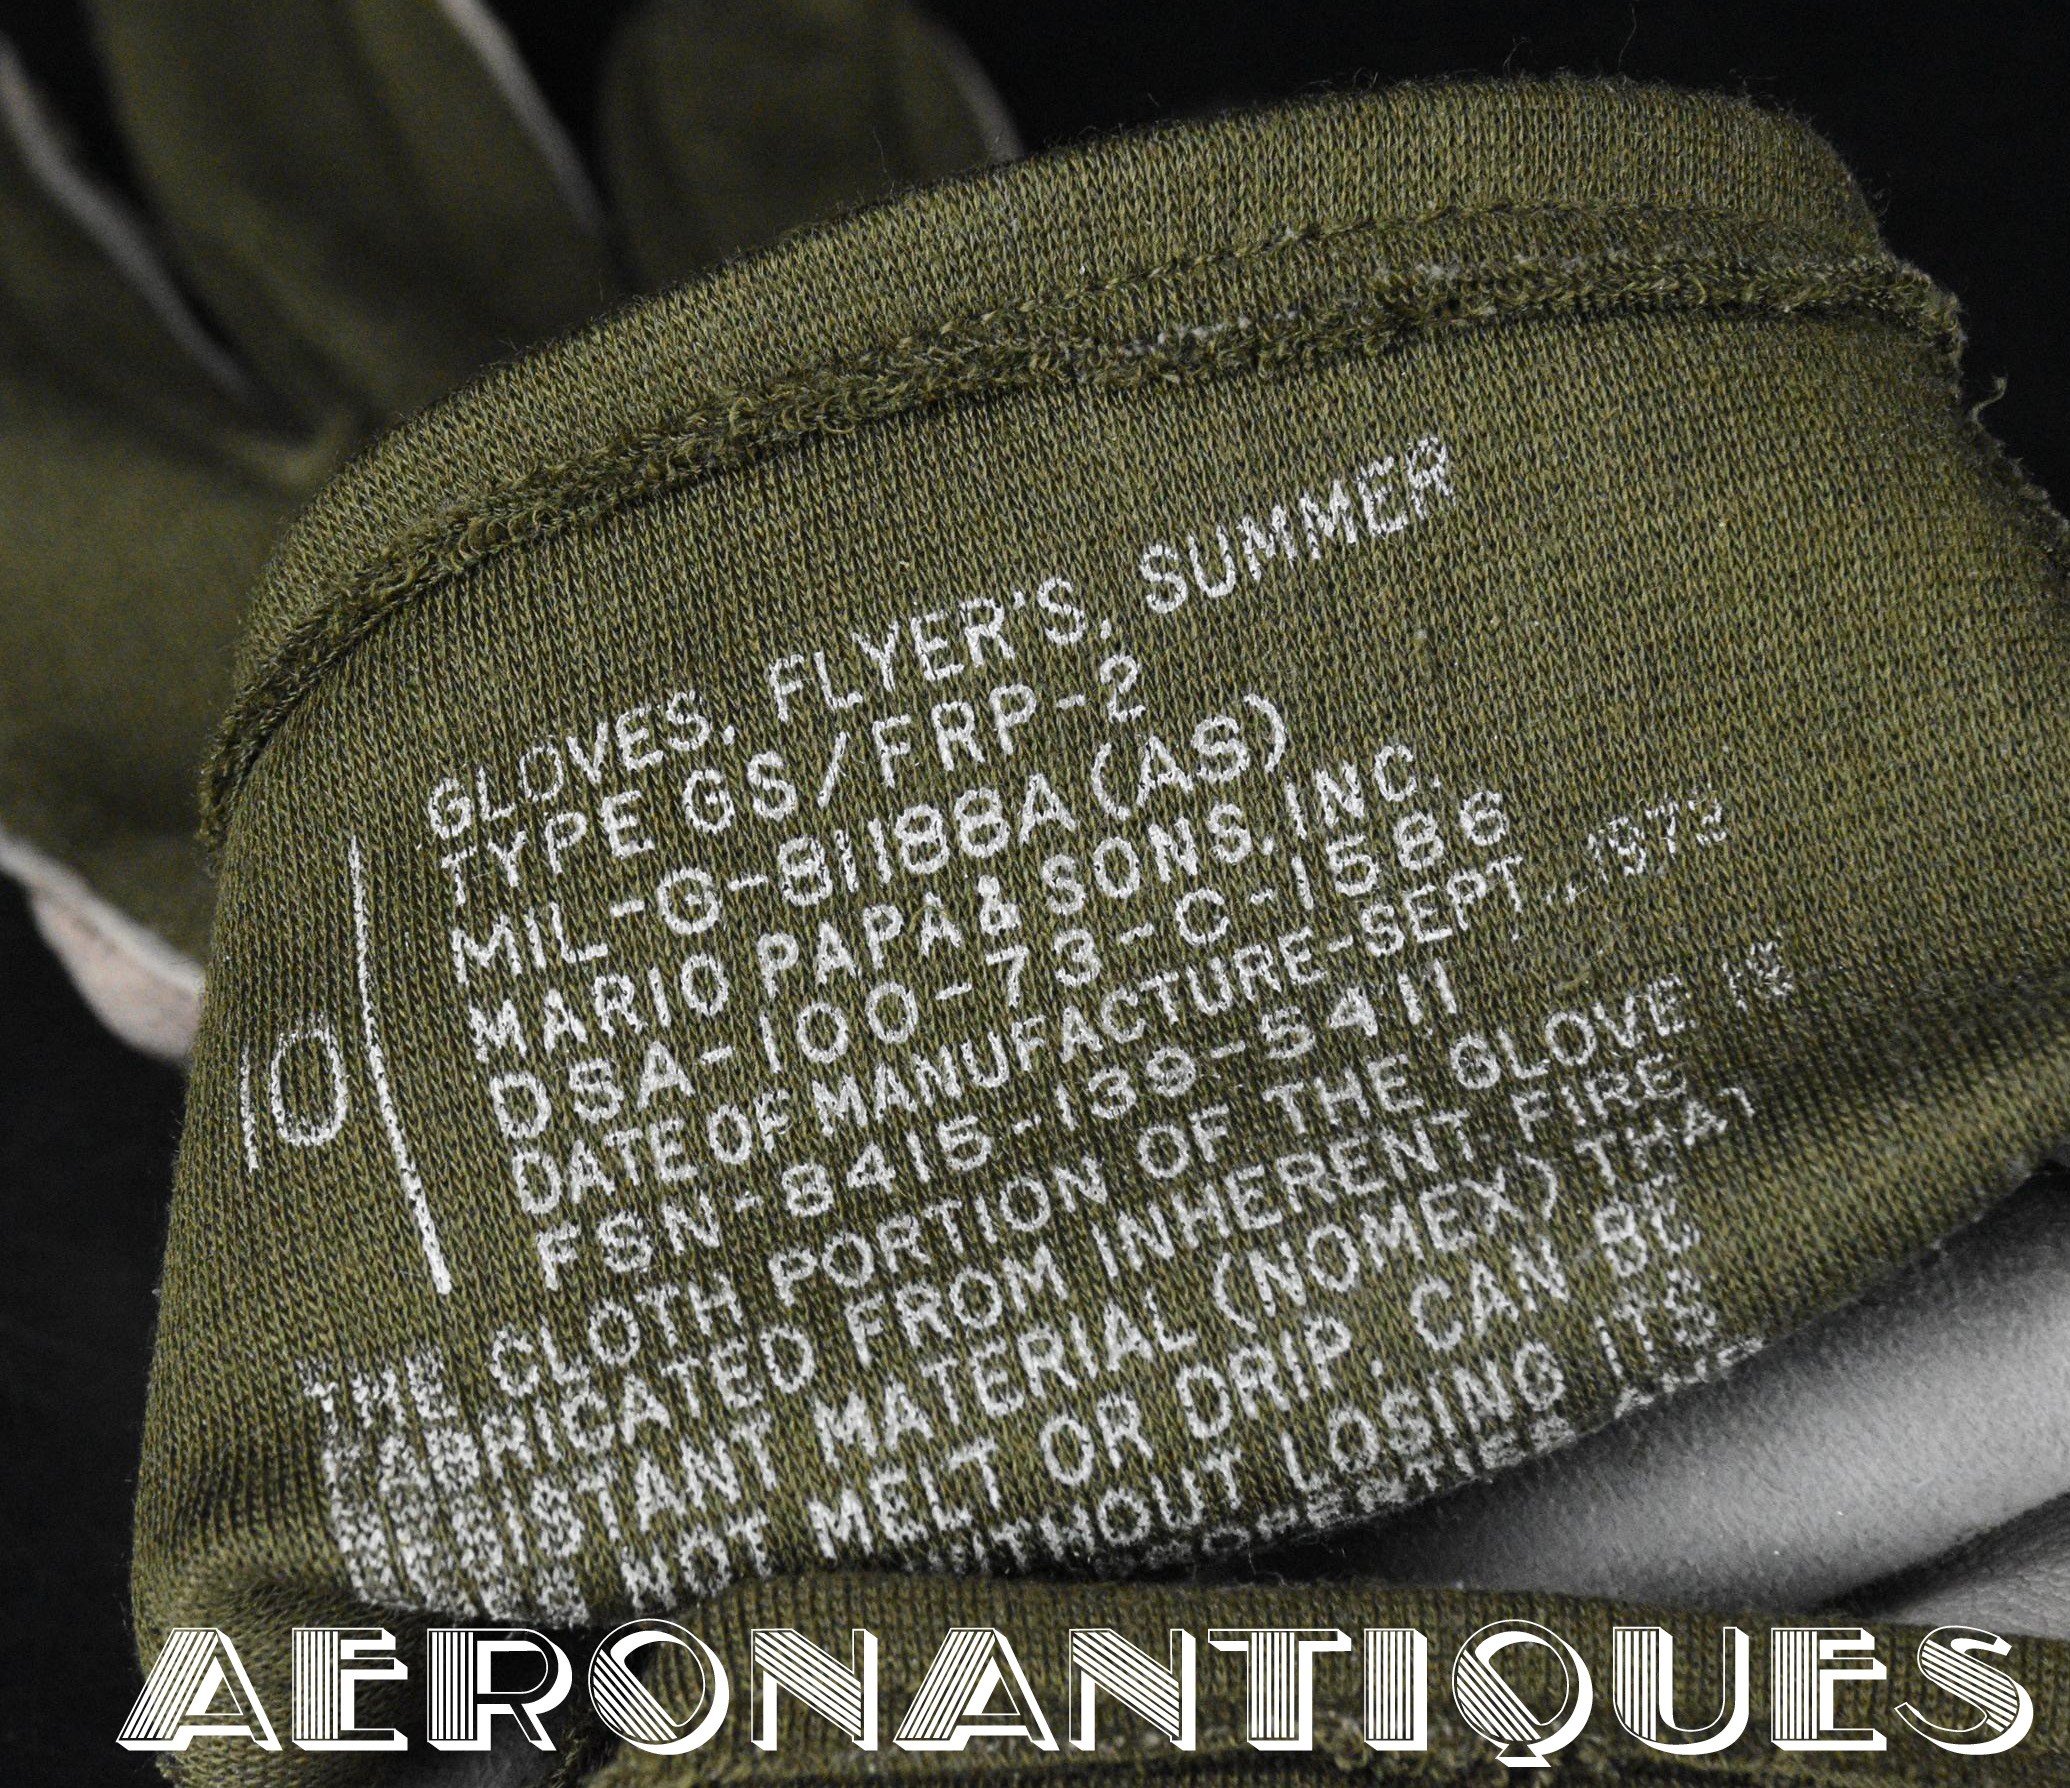 GLOVES, FLYER'S, SUMMER
TYPE GS/FRP-2
MIL-G-81188A (AS)
MARIO PAPA & SONS, INC.
DSA-100-73-C-1586
DATE OF MANUFACTURE-SEPT., 1972
FSN-8415-139-5411
10
THE CLOTH PORTION OF THE GLOVE IS
FABRICATED FROM INHERENT FIRE
RESISTANT MATERIAL (NOMEX) THAT
NOT MELT OR DRIP. CAN BE
WITHOUT LOSING ITS
AERONANTIQUES